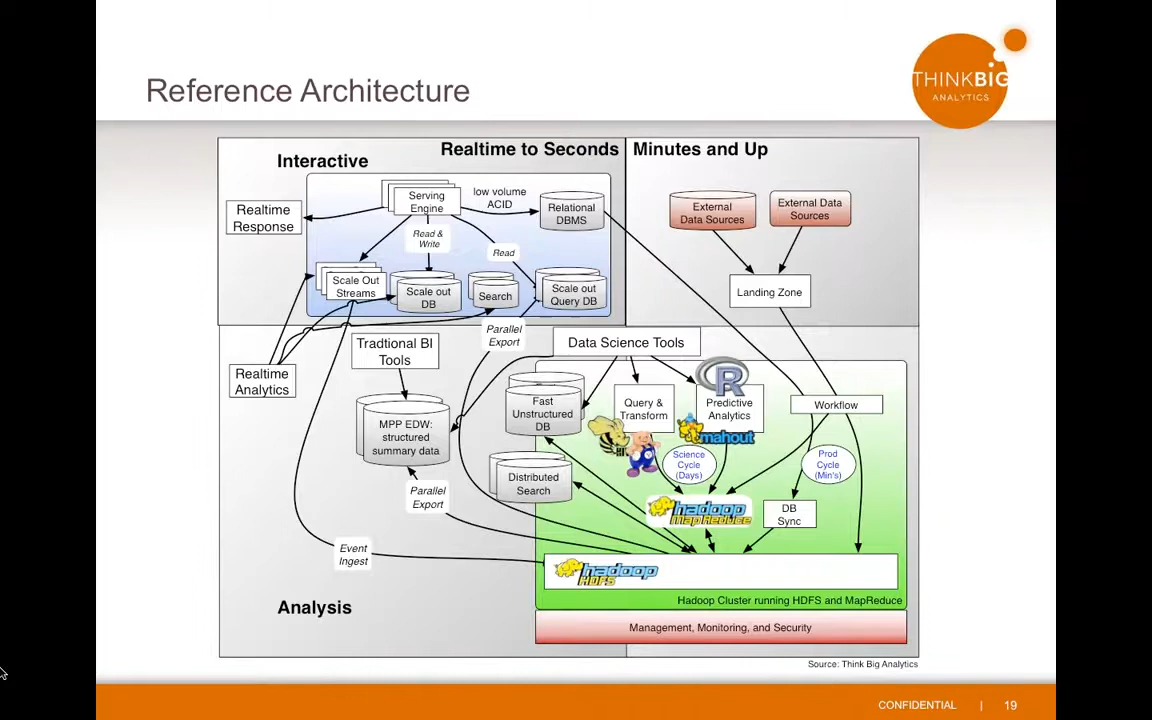 Reference Architecture
THINKBIG
ANALYTICS
Interactive
Realtime to Seconds
Minutes and Up
Realtime
Response
Serving
Engine
low volume
ACID
Relational
DBMS
Read &
Write
Read
Scale Out
Streams
Scale out
DB
Search
Scale out
Query DB
External
Data Sources
External Data
Sources
Landing Zone
Parallel
Export
Realtime
Analytics
Tradtional BI
Tools
Data Science Tools
MPP EDW:
structured
summary data
Fast
Unstructured
DB
Query &
Transform
R
Predictive
Analytics
mahout
Workflow
Science
Cycle
(Days)
Prod
Cycle
(Min's)
Distributed
Search
Parallel
Export
hadoop
MapReduce
DB
Sync
Event
Ingest
hadoop
HDFS
Hadoop Cluster running HDFS and MapReduce
Analysis
Management, Monitoring, and Security
Source: Think Big Analytics
CONFIDENTIAL | 19